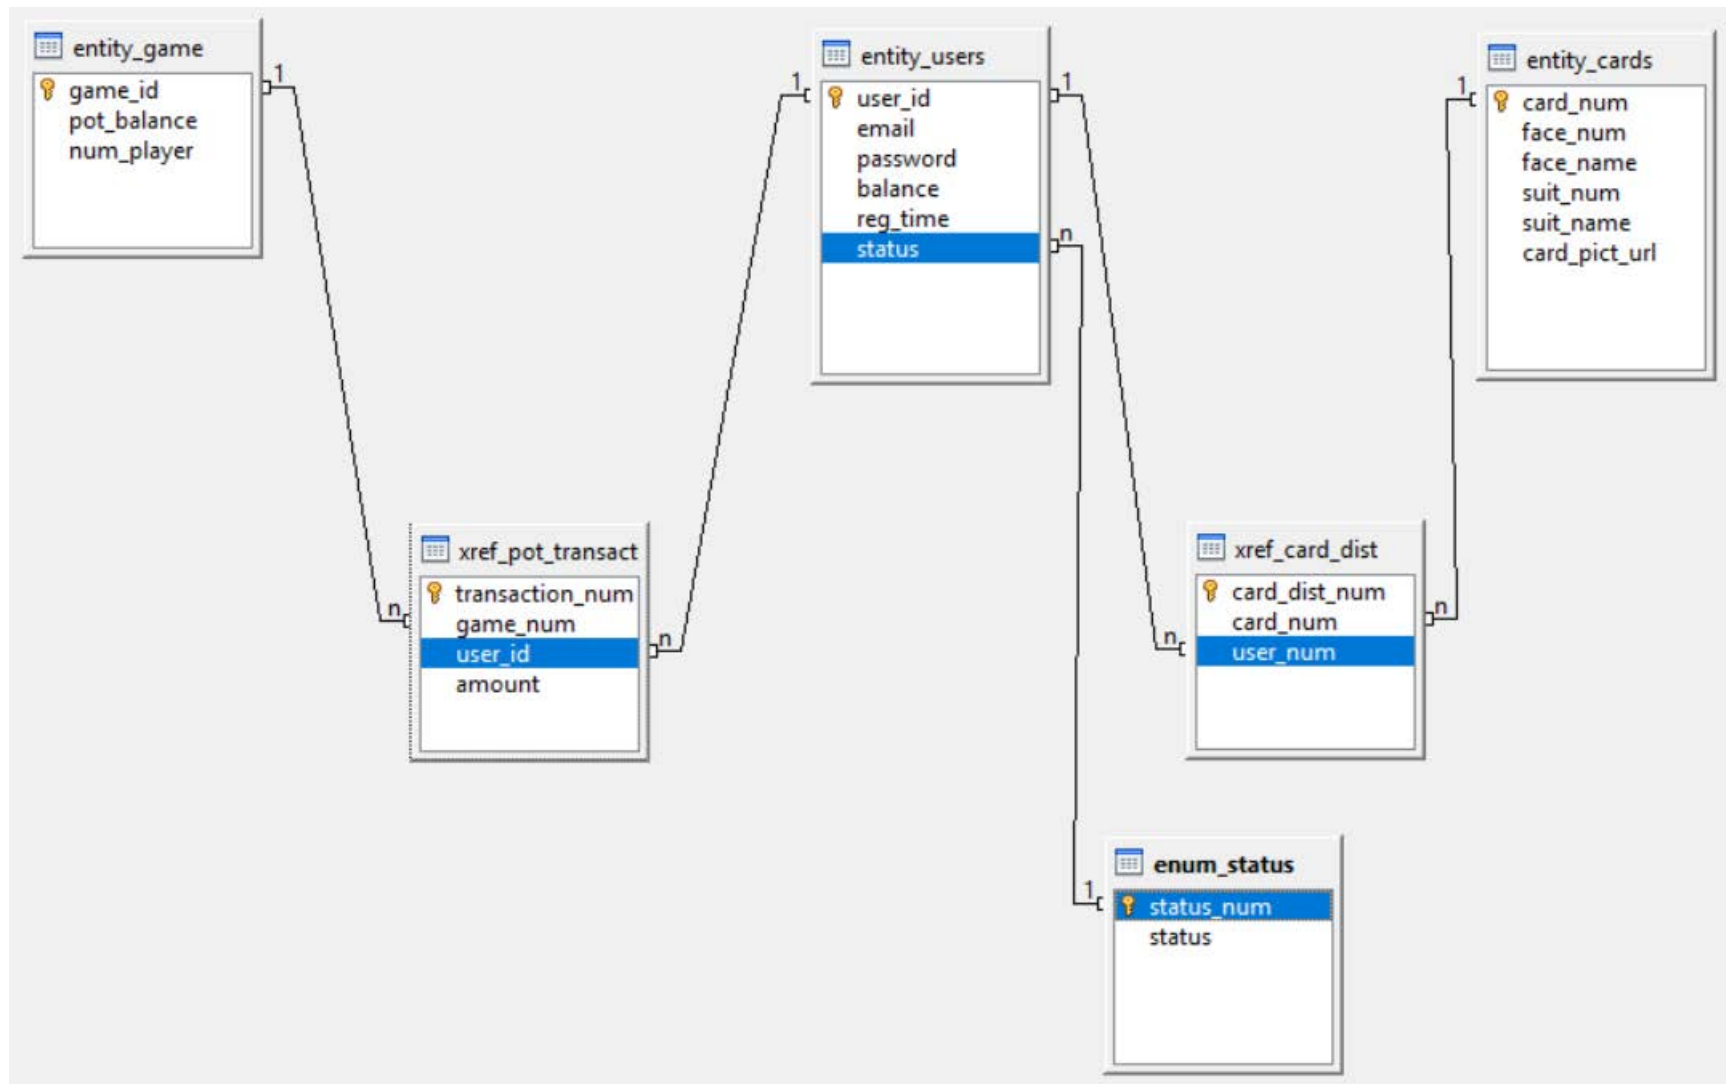 entity_game
game_id
pot_balance
num_player
1
entity_users
user_id
email
password
balance
reg_time
status
1
1
n
entity_cards
card_num
face_num
face_name
suit_num
suit_name
card_pict_url
1
xref_pot_transact
transaction_num
game_num
user_id
amount
n
n
xref_card_dist
card_dist_num
card_num
user_num
n
n
enum_status
status_num
status
1